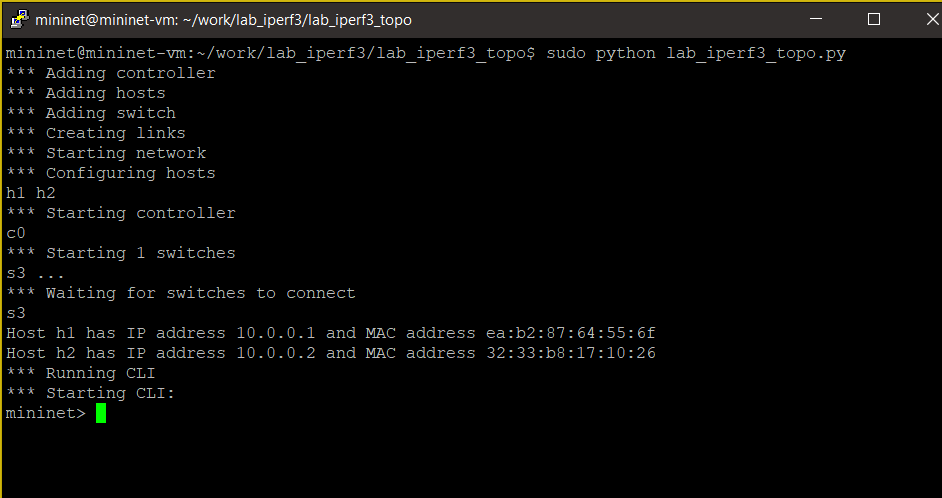 mininet@mininet-vm: ~/work/lab_iperf3/lab_iperf3_topo
mininet@mininet-vm:~/work/lab_iperf3/lab_iperf3_topo$ sudo python lab_iperf3_topo.py
*** Adding controller
*** Adding hosts
*** Adding switch
*** Creating links
*** Starting network
*** Configuring hosts
h1 h2
*** Starting controller
c0
*** Starting 1 switches
s3 ...
*** Waiting for switches to connect
s3
Host h1 has IP address 10.0.0.1 and MAC address ea:b2:87:64:55:6f
Host h2 has IP address 10.0.0.2 and MAC address 32:33:b8:17:10:26
*** Running CLI
*** Starting CLI:
mininet>